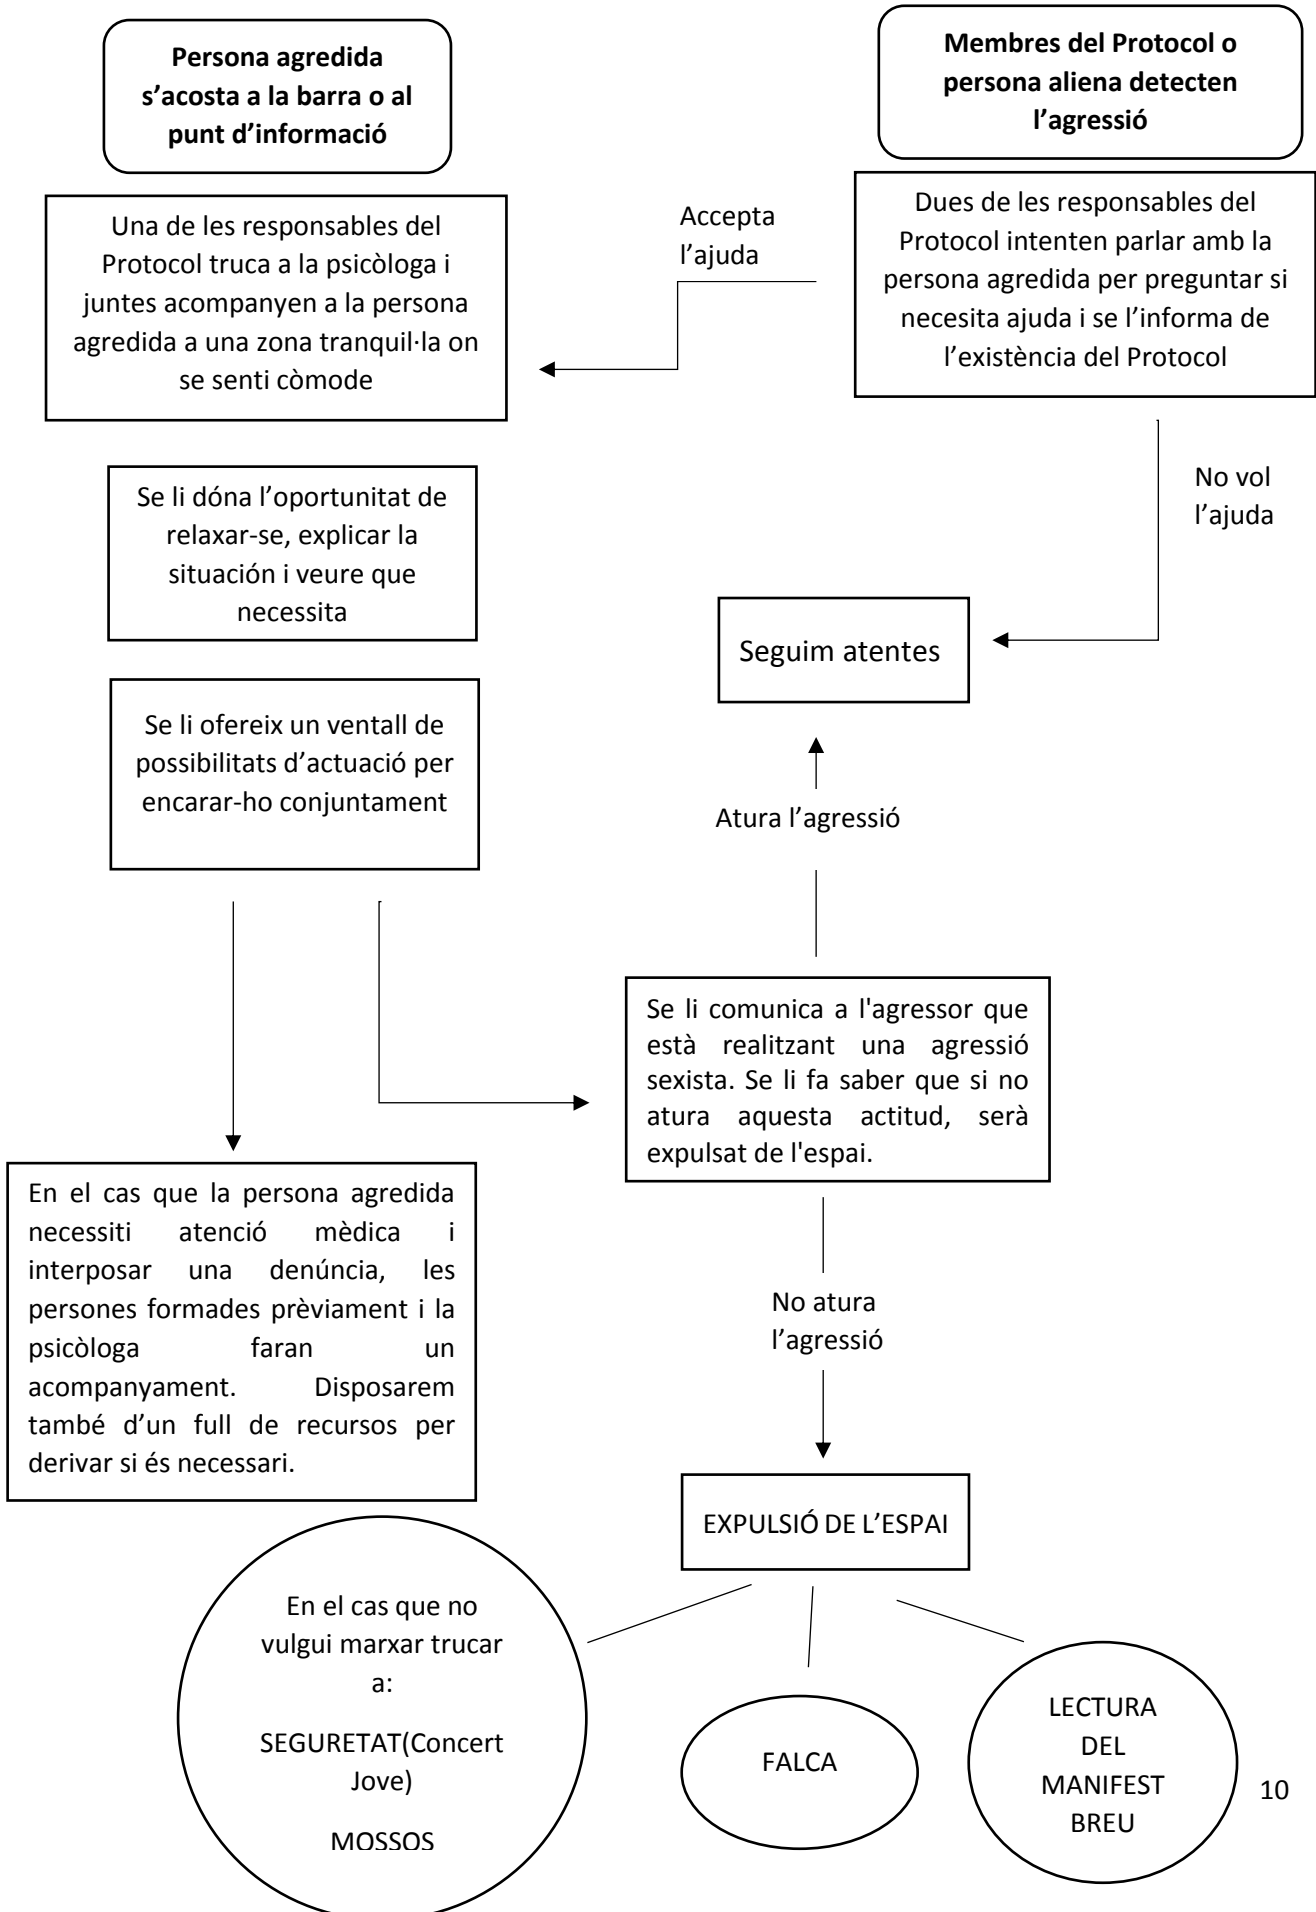 Persona agredida
s’acosta a la barra o al
punt d’informació
Membres del Protocol o
persona aliena detecten
l’agressió
Una de les responsables del
Protocol truca a la psicòloga i
juntes acompanyen a la persona
agredida a una zona tranquil·la on
se senti còmode
Accepta
l’ajuda
Dues de les responsables del
Protocol intenten parlar amb la
persona agredida per preguntar si
necesita ajuda i se l’informa de
l’existència del Protocol
No vol
l’ajuda
Se li dóna l’oportunitat de
relaxar-se, explicar la
situación i veure que
necessita
Seguim atentes
Se li ofereix un ventall de
possibilitats d’actuació per
encarar-ho conjuntament
Atura l’agressió
Se li comunica a l'agressor que
està realitzant una agressió
sexista. Se li fa saber que si no
atura aquesta actitud, serà
expulsat de l'espai.
En el cas que la persona agredida
necessiti atenció mèdica i
interposar una denúncia, les
persones formades prèviament i la
psicòloga faran un
acompanyament. Disposarem
també d’un full de recursos per
derivar si és necessari.
No atura
l’agressió
EXPULSIÓ DE L’ESPAI
En el cas que no
vulgui marxar trucar
a:
SEGURETAT(Concert
Jove)
MOSSOS
FALCA
LECTURA
DEL
MANIFEST
BREU
10